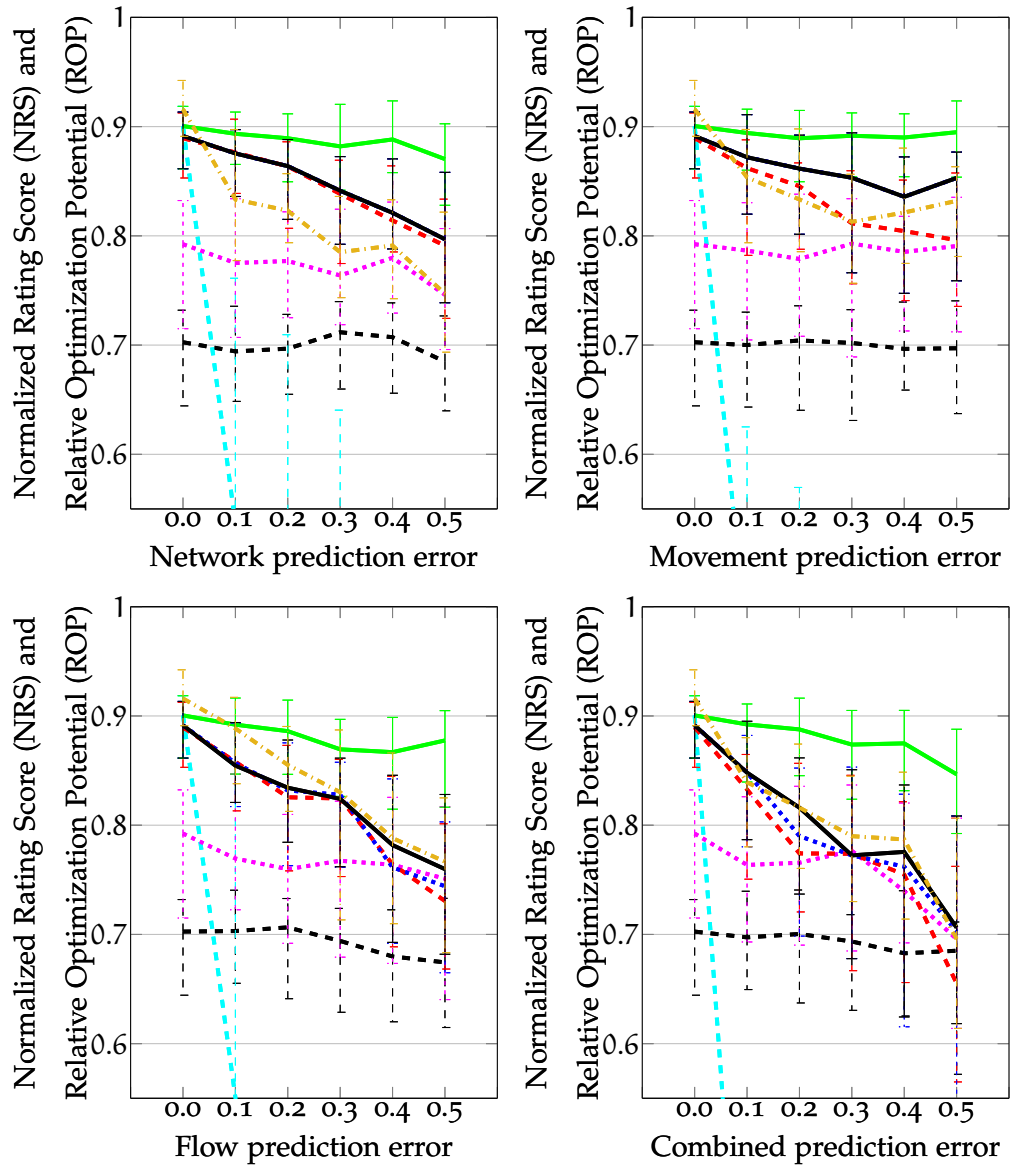 Normalized Rating Score (NRS) and
Relative Optimization Potential (ROP)
1
0.9
0.8
0.7
0.6
0.0 0.1 0.2 0.3 0.4 0.5
Network prediction error
Normalized Rating Score (NRS) and
Relative Optimization Potential (ROP)
1
0.9
0.8
0.7
0.6
0.0 0.1 0.2 0.3 0.4 0.5
Movement prediction error
Normalized Rating Score (NRS) and
Relative Optimization Potential (ROP)
1
0.9
0.8
0.7
0.6
0.0 0.1 0.2 0.3 0.4 0.5
Flow prediction error
Normalized Rating Score (NRS) and
Relative Optimization Potential (ROP)
1
0.9
0.8
0.7
0.6
0.0 0.1 0.2 0.3 0.4 0.5
Combined prediction error